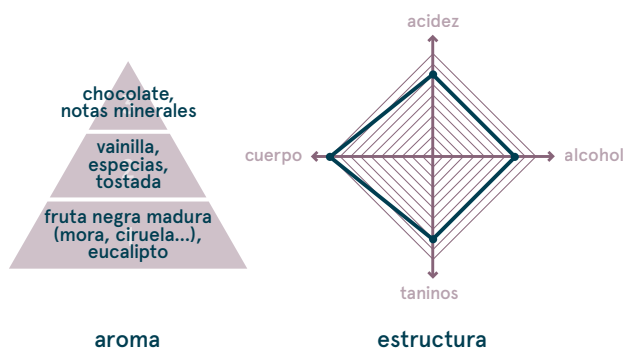 acidez
chocolate,
notas minerales
vainilla,
especias,
tostada
cuerpo
alcohol
fruta negra madura
(mora, ciruela...),
eucalipto
taninos
aroma
estructura